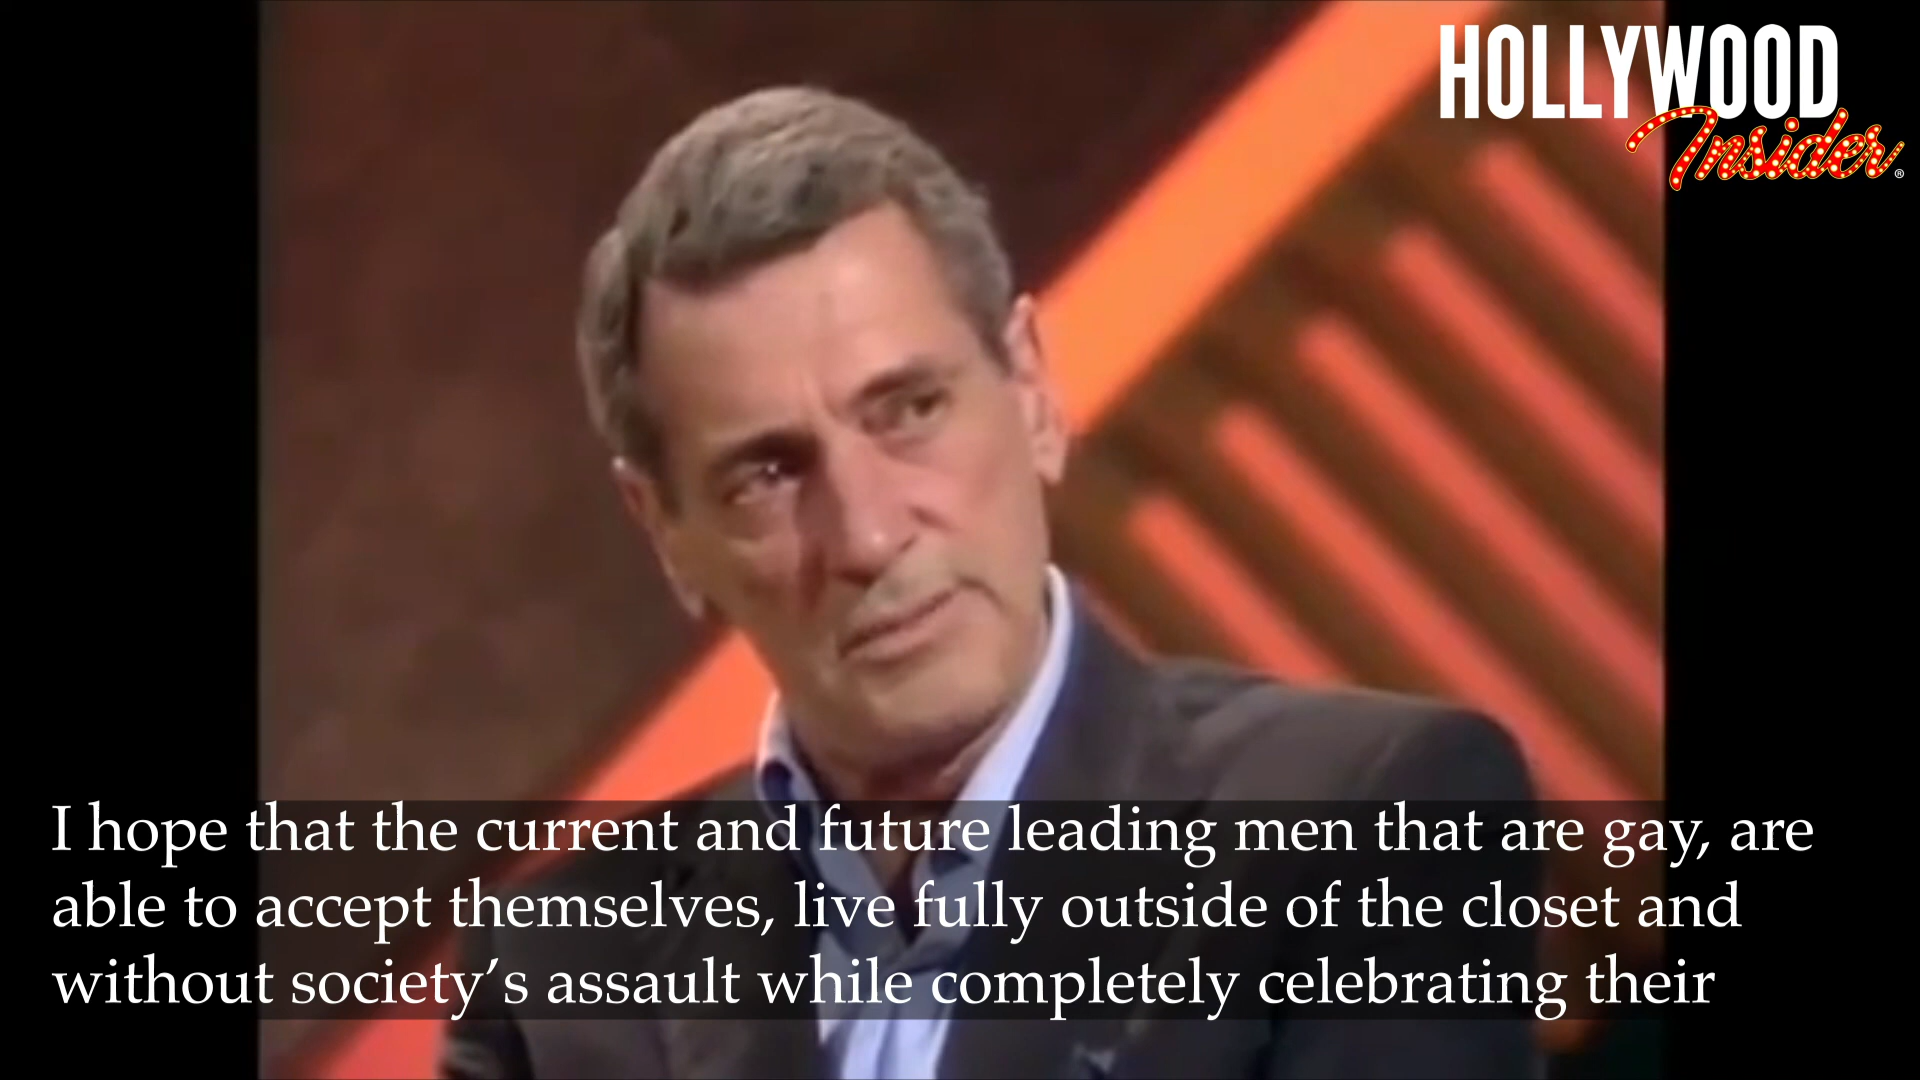 HOLLYWOOD
Insider®
I hope that the current and future leading men that are gay, are
able to accept themselves, live fully outside of the closet and
without society’s assault while completely celebrating their